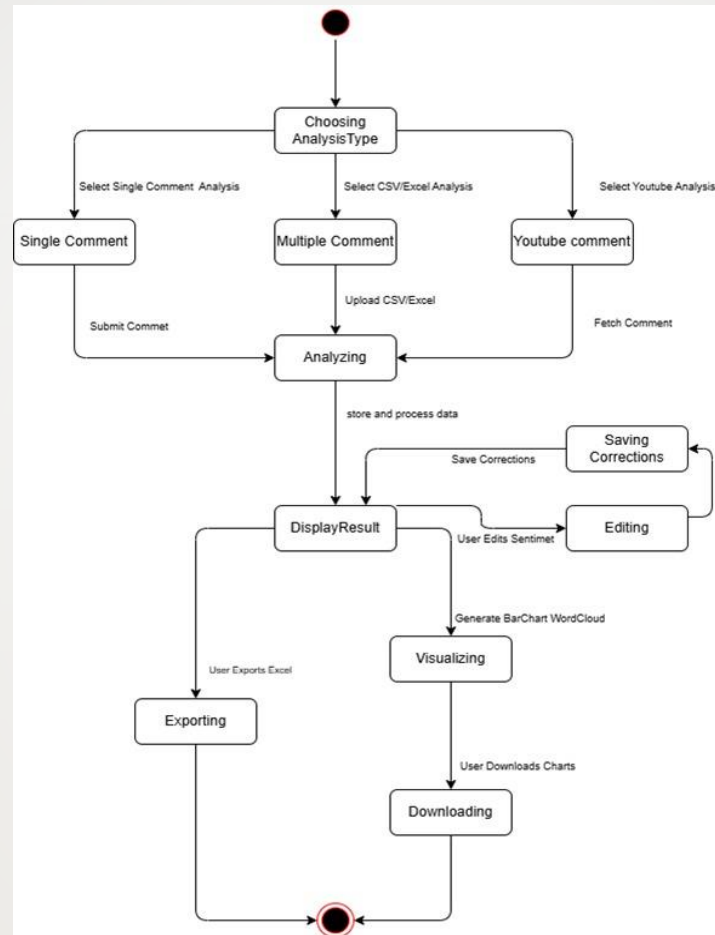 Choosing
AnalysisType
Select Single Comment Analysis
Select CSV/Excel Analysis
Select Youtube Analysis
Single Comment
Multiple Comment
Youtube comment
Submit Commet
Upload CSV/Excel
Fetch Comment
Analyzing
store and process data
Saving
Corrections
Save Corrections
DisplayResult
User Edits Sentimet
Editing
Generate BarChart WordCloud
Visualizing
User Exports Excel
Exporting
User Downloads Charts
Downloading